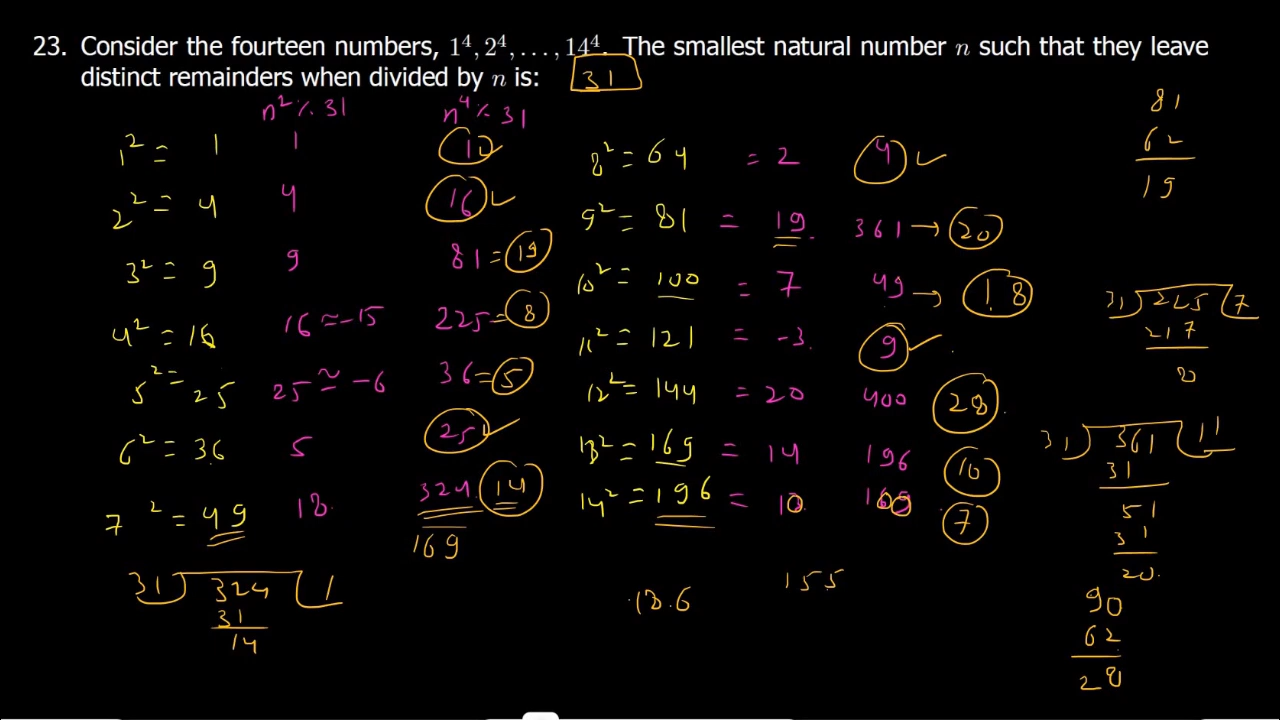 23. Consider the fourteen numbers, 1⁴, 2⁴, . . . , 14⁴. The smallest natural number n such that they leave
distinct remainders when divided by n is: 31
n² % 31 n⁴ % 31
1² = 1 1 1
2² = 4 4 16
3² = 9 9 81 = 19
4² = 16 16 ≈ -15 225 = 8
5² = 25 25 ≈ -6 36 = 5
6² = 36 5 25
7² = 49 18 324 14
169
31 ) 324 ( 1
31
14
8² = 64 = 2 4
9² = 81 = 19 361 → 20
10² = 100 = 7 49 → 18
11² = 121 = -3 9
12² = 144 = 20 400 28
13² = 169 = 14 196 10
14² = 196 = 10 100 7
18.6 155
81
62
19
31 ) 225 ( 7
217
8
31 ) 361 ( 11
31
51
31
20
90
62
28